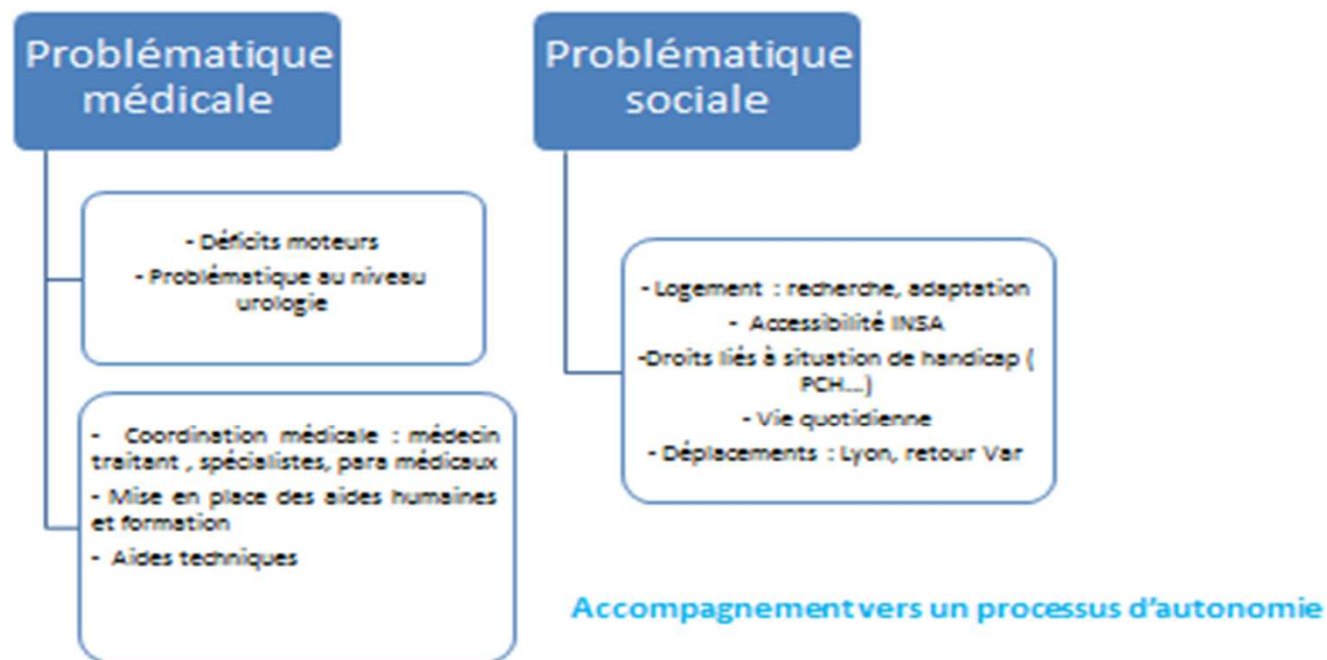 Problématique
médicale
- Déficits moteurs
- Problématique au niveau
urologie
- Coordination médicale : médecin
traitant , spécialistes, para médicaux
- Mise en place des aides humaines
et formation
- Aides techniques
Problématique
sociale
- Logement : recherche, adaptation
- Accessibilité INSA
-Droits liés à situation de handicap (
PCH...)
- Vie quotidienne
- Déplacements : Lyon, retour Var
Accompagnement vers un processus d'autonomie